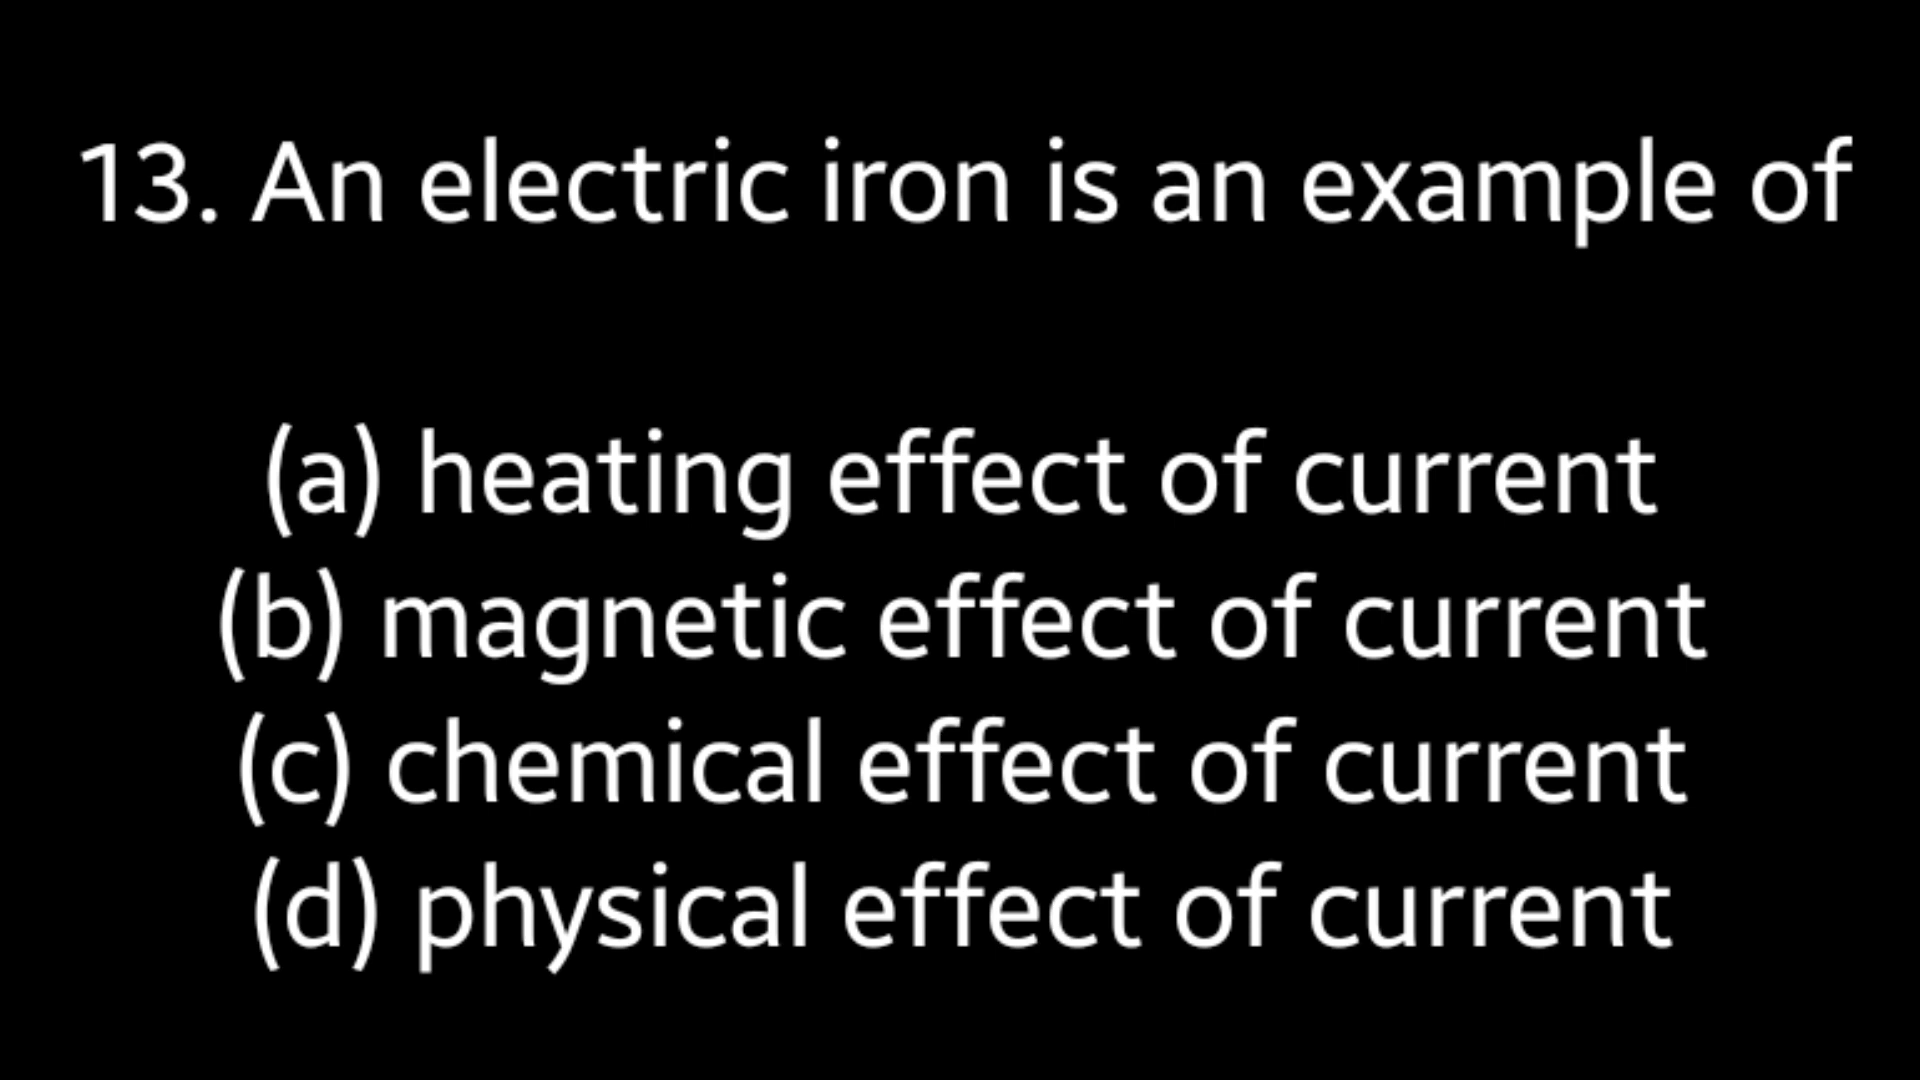 13. An electric iron is an example of
(a) heating effect of current
(b) magnetic effect of current
(c) chemical effect of current
(d) physical effect of current